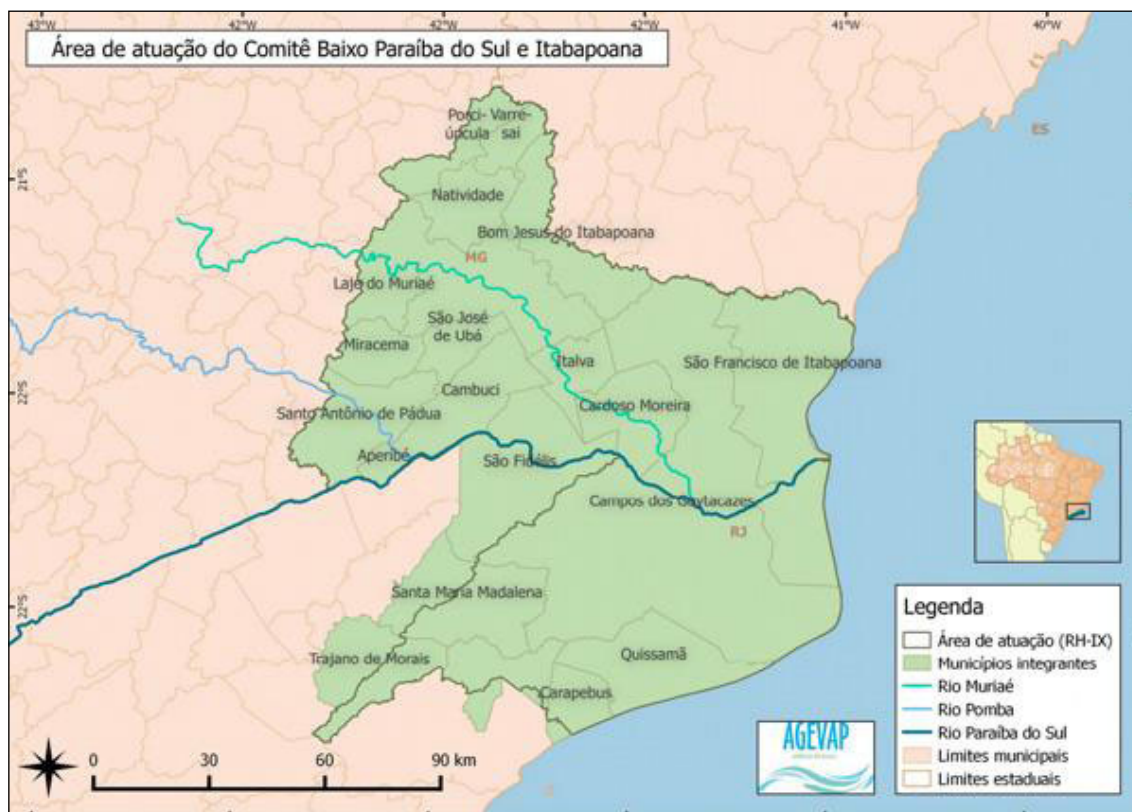 43°W 42°W 42°W 42°W 41°W 40°W
Área de atuação do Comitê Baixo Paraíba do Sul e Itabapoana
ES
Porci- Varre-
úncula sai
21°S
Natividade
Bom Jesus do Itabapoana
MG
Laje do Muriaé
São José
de Ubá
Miracema
Italva
São Francisco de Itabapoana
22°S
Cambuci
Cardoso Moreira
Santo Antônio de Pádua
Aperibé
São Fidélis
Campos dos Goytacazes
RJ
22°S
Santa Maria Madalena
Trajano de Morais
Quissamã
Carapebus
Legenda
Área de atuação (RH-IX)
Municípios integrantes
Rio Muriaé
Rio Pomba
Rio Paraíba do Sul
Limites municipais
Limites estaduais
AGEVAP
0 30 60 90 km